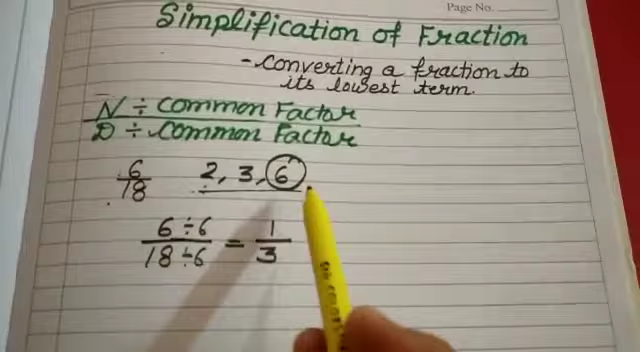 Page No.
Simplification of Fraction
- Converting a fraction to
its lowest term.
N ÷ Common Factor
D ÷ Common Factor
6/18 2, 3, 6
6÷6/18÷6 = 1/3